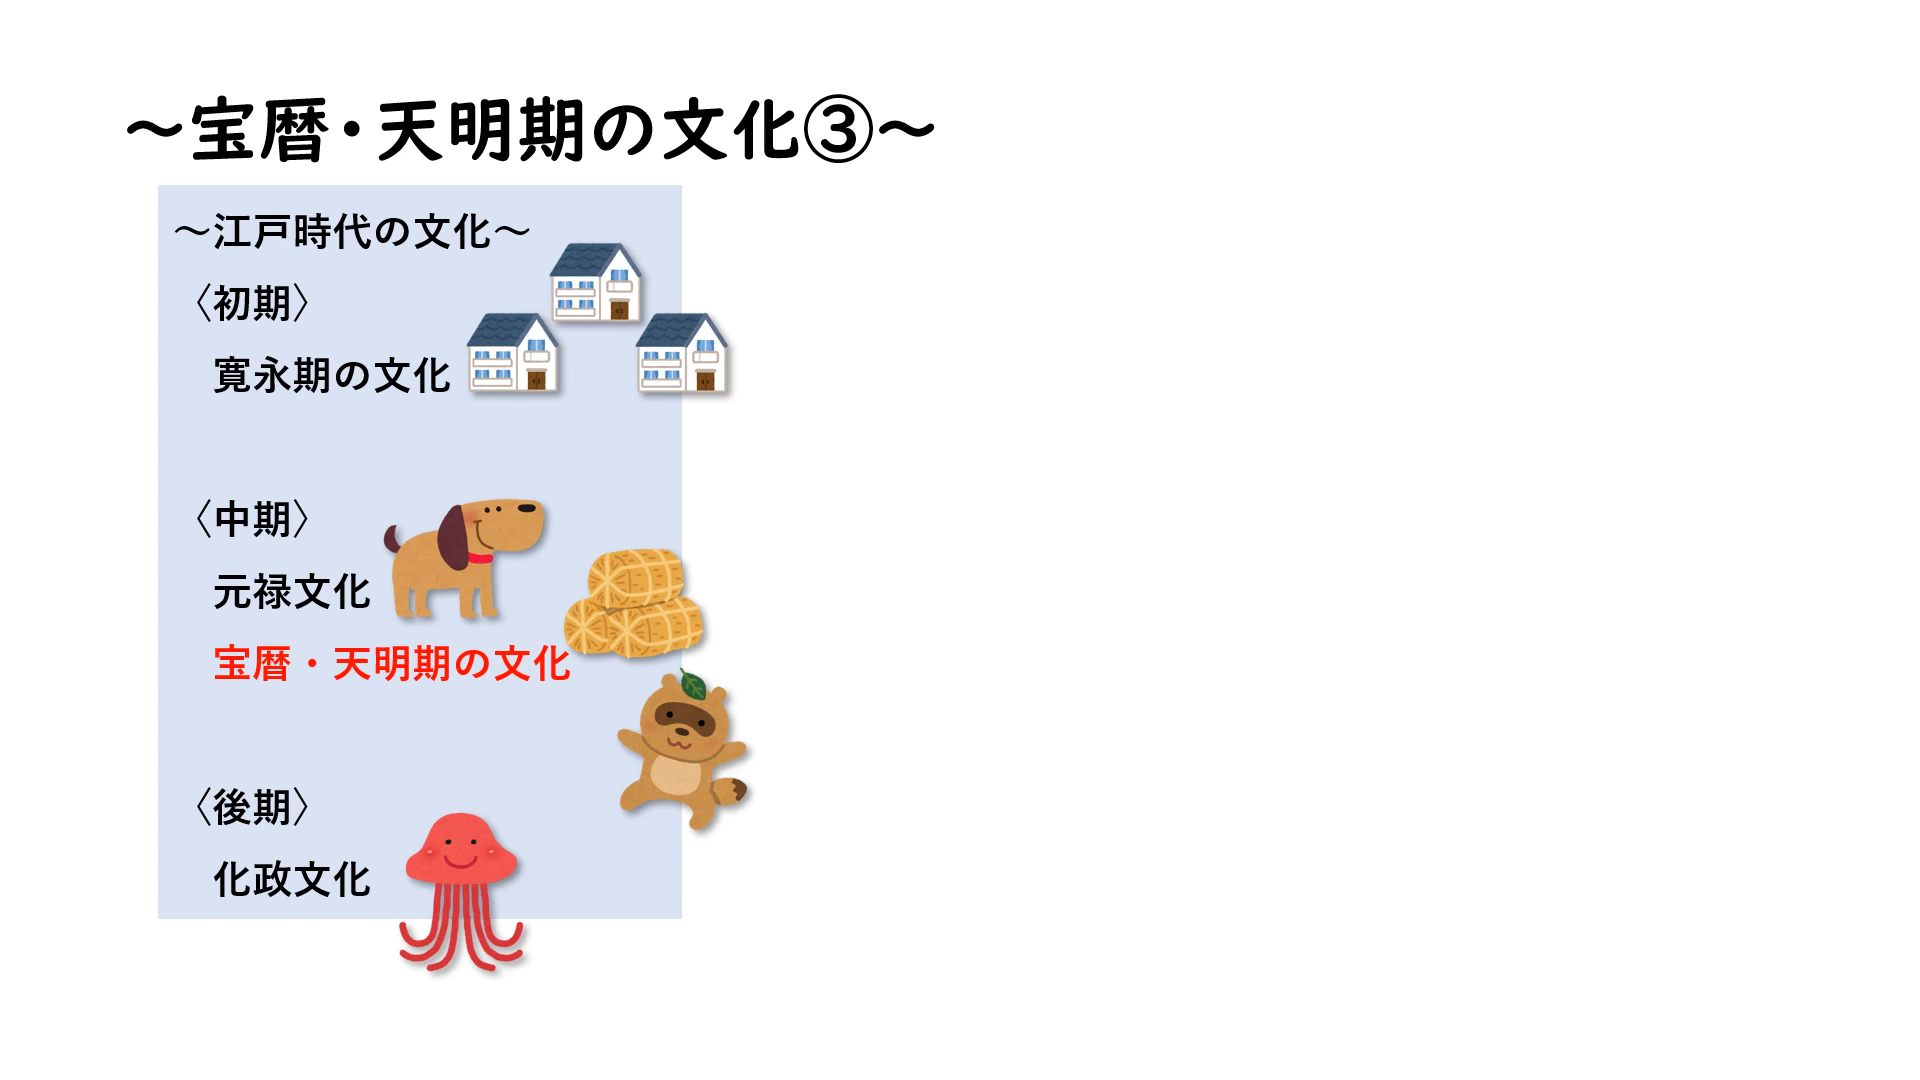 ～宝暦・天明期の文化③～
～江戸時代の文化～
〈初期〉
寛永期の文化
〈中期〉
元禄文化
宝暦・天明期の文化
〈後期〉
化政文化